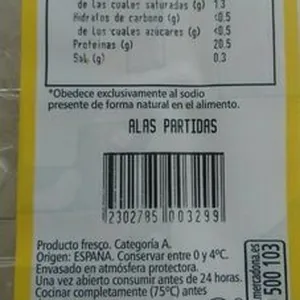 de las cuales saturadas (g) 1.3
Hidratos de carbono (g) <0.5
de los cuales azúcares (g) <0.5
Proteinas (g) 20.5
Sal (g) 0.3
*Obedece exclusivamente al sodio
presente de forma natural en el alimento.
ALAS PARTIDAS
2302785 003299
Producto fresco. Categoría A.
Origen: ESPAÑA. Conservar entre 0 y 4ºC.
Envasado en atmósfera protectora.
Una vez abierto consumir antes de 24 horas.
Cocinar completamente (75ºC) antes
mercadona.es
500 103